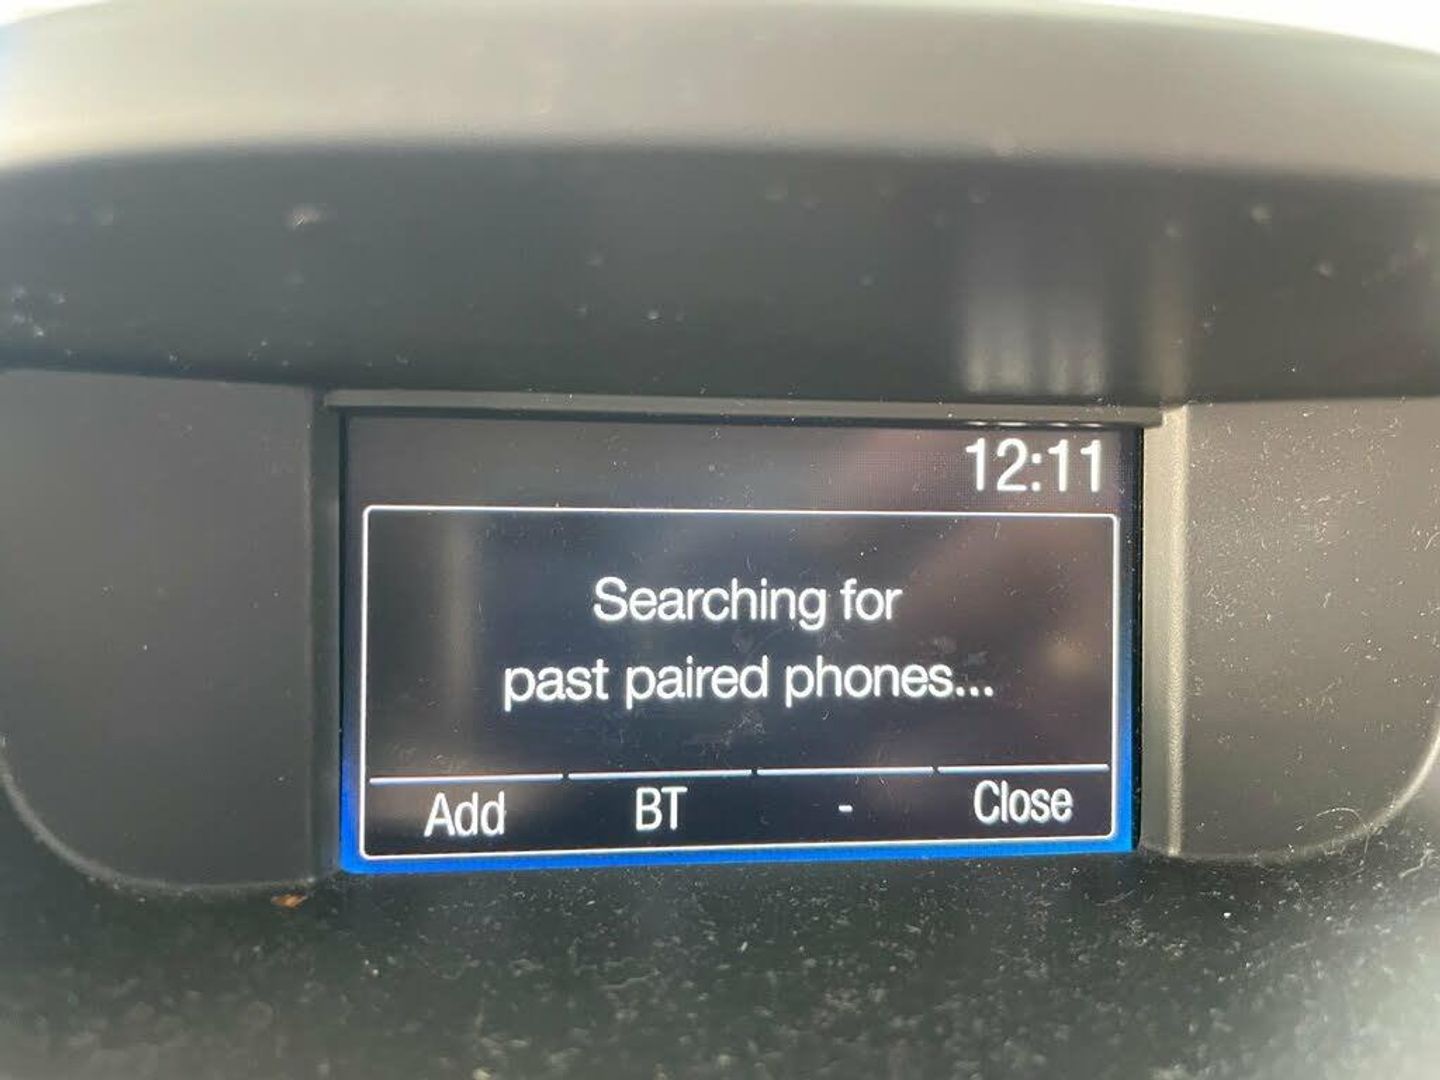 12:11
Searching for
past paired phones...
Add BT - Close